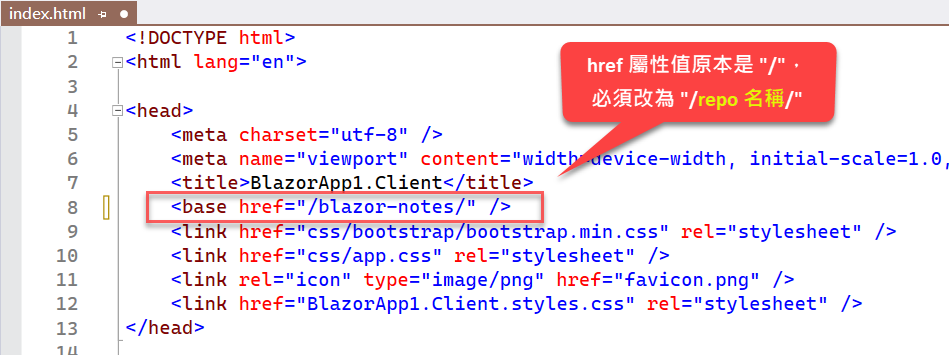 index.html
1 <!DOCTYPE html>
2 <html lang="en">
3
4 <head>
5 <meta charset="utf-8" />
6 <meta name="viewport" content="width=device-width, initial-scale=1.0,
7 <title>BlazorApp1.Client</title>
8 <base href="/blazor-notes/" />
9 <link href="css/bootstrap/bootstrap.min.css" rel="stylesheet" />
10 <link href="css/app.css" rel="stylesheet" />
11 <link rel="icon" type="image/png" href="favicon.png" />
12 <link href="BlazorApp1.Client.styles.css" rel="stylesheet" />
13 </head>
14
href 屬性值原本是 "/"，
必須改為 "/repo 名稱/"